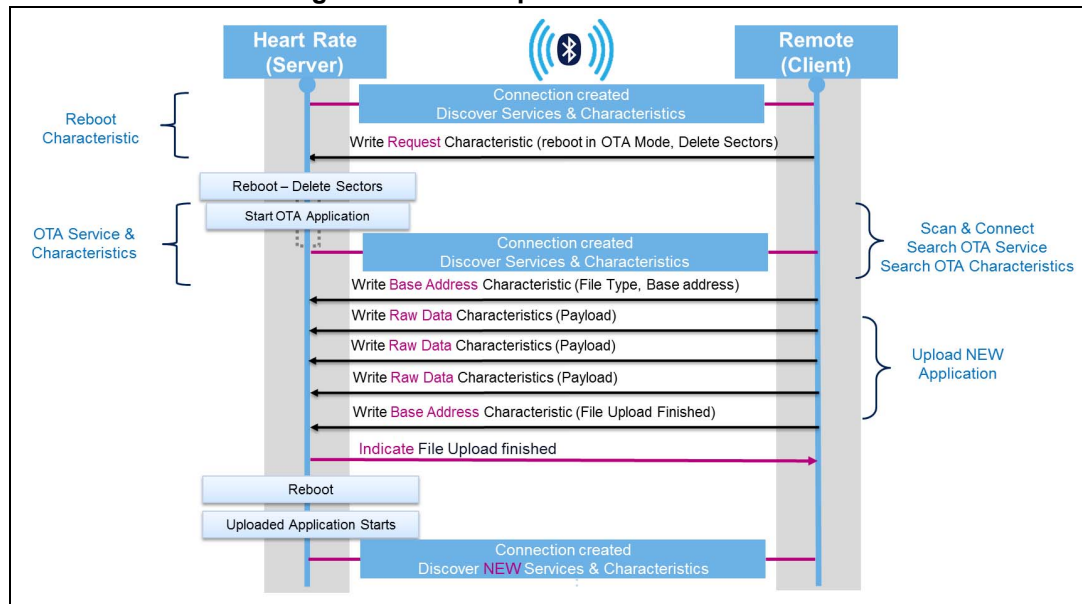 Heart Rate
(Server)
Remote
(Client)
Connection created
Discover Services & Characteristics
Reboot
Characteristic
Write Request Characteristic (reboot in OTA Mode, Delete Sectors)
Reboot – Delete Sectors
Start OTA Application
OTA Service &
Characteristics
Connection created
Discover Services & Characteristics
Scan & Connect
Search OTA Service
Search OTA Characteristics
Write Base Address Characteristic (File Type, Base address)
Write Raw Data Characteristics (Payload)
Write Raw Data Characteristics (Payload)
Write Raw Data Characteristics (Payload)
Upload NEW
Application
Write Base Address Characteristic (File Upload Finished)
Indicate File Upload finished
Reboot
Uploaded Application Starts
Connection created
Discover NEW Services & Characteristics